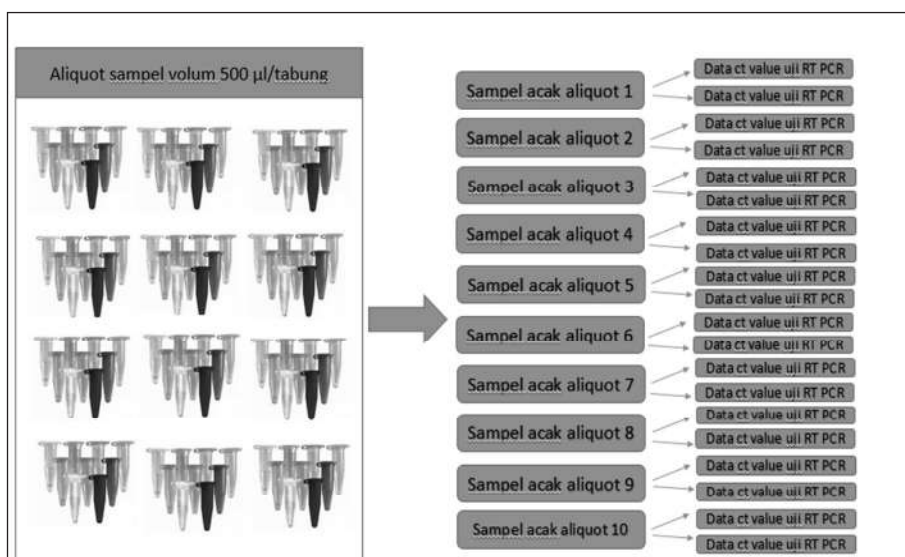 Aliquot sampel volum 500 µl/tabung
Sampel acak aliquot 1
Data ct value uji RT PCR
Data ct value uji RT PCR
Sampel acak aliquot 2
Data ct value uji RT PCR
Data ct value uji RT PCR
Sampel acak aliquot 3
Data ct value uji RT PCR
Data ct value uji RT PCR
Sampel acak aliquot 4
Data ct value uji RT PCR
Data ct value uji RT PCR
Sampel acak aliquot 5
Data ct value uji RT PCR
Data ct value uji RT PCR
Sampel acak aliquot 6
Data ct value uji RT PCR
Data ct value uji RT PCR
Sampel acak aliquot 7
Data ct value uji RT PCR
Data ct value uji RT PCR
Sampel acak aliquot 8
Data ct value uji RT PCR
Data ct value uji RT PCR
Sampel acak aliquot 9
Data ct value uji RT PCR
Data ct value uji RT PCR
Sampel acak aliquot 10
Data ct value uji RT PCR
Data ct value uji RT PCR